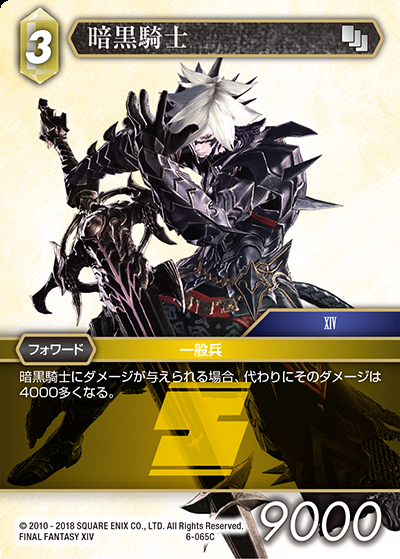 3
暗黒騎士
XIV
フォワード
一般兵
暗黒騎士にダメージが与えられる場合、代わりにそのダメージは
4000多くなる。
© 2010 - 2018 SQUARE ENIX CO., LTD. All Rights Reserved.
FINAL FANTASY XIV
6-065C
9000